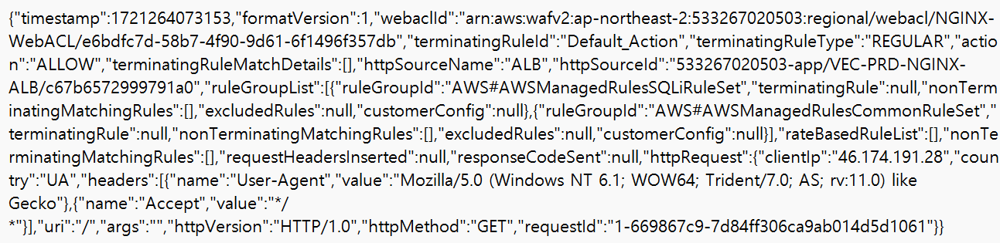 {"timestamp":1721264073153,"formatVersion":1,"webaclId":"arn:aws:wafv2:ap-northeast-2:533267020503:regional/webacl/NGINX-
WebACL/e6bdfc7d-58b7-4f90-9d61-6f1496f357db","terminatingRuleId":"Default_Action","terminatingRuleType":"REGULAR","actio
n":"ALLOW","terminatingRuleMatchDetails":[],"httpSourceName":"ALB","httpSourceId":"533267020503-app/VEC-PRD-NGINX-
ALB/c67b6572999791a0","ruleGroupList":[{"ruleGroupId":"AWS#AWSManagedRulesSQLiRuleSet","terminatingRule":null,"nonTerm
inatingMatchingRules":[],"excludedRules":null,"customerConfig":null},{"ruleGroupId":"AWS#AWSManagedRulesCommonRuleSet","
terminatingRule":null,"nonTerminatingMatchingRules":[],"excludedRules":null,"customerConfig":null}],"rateBasedRuleList":[],"nonTe
rminatingMatchingRules":[],"requestHeadersInserted":null,"responseCodeSent":null,"httpRequest":{"clientIp":"46.174.191.28","coun
try":"UA","headers":[{"name":"User-Agent","value":"Mozilla/5.0 (Windows NT 6.1; WOW64; Trident/7.0; AS; rv:11.0) like
Gecko"},{"name":"Accept","value":"*/
*"}],"uri":"/","args":"","httpVersion":"HTTP/1.0","httpMethod":"GET","requestId":"1-669867c9-7d84ff306ca9ab014d5d1061"}}